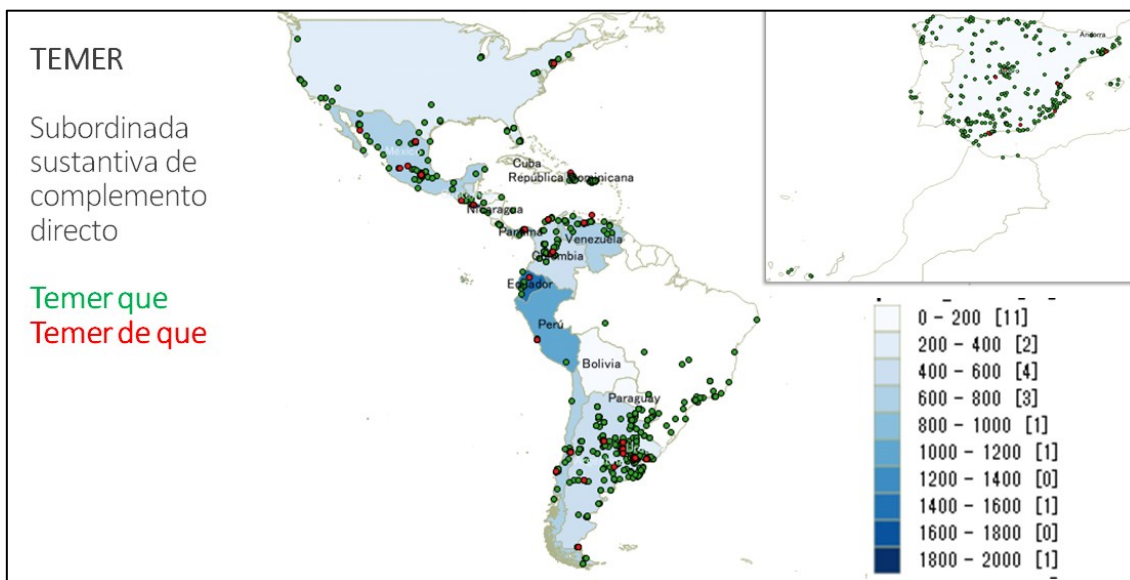 TEMER
Subordinada
sustantiva de
complemento
directo
Temer que
Temer de que
Cuba
República Dominicana
Nicaragua
Panamá
Venezuela
Colombia
Ecuador
Perú
Bolivia
Paraguay
Andorra
0 - 200 [11]
200 - 400 [2]
400 - 600 [4]
600 - 800 [3]
800 - 1000 [1]
1000 - 1200 [1]
1200 - 1400 [0]
1400 - 1600 [1]
1600 - 1800 [0]
1800 - 2000 [1]